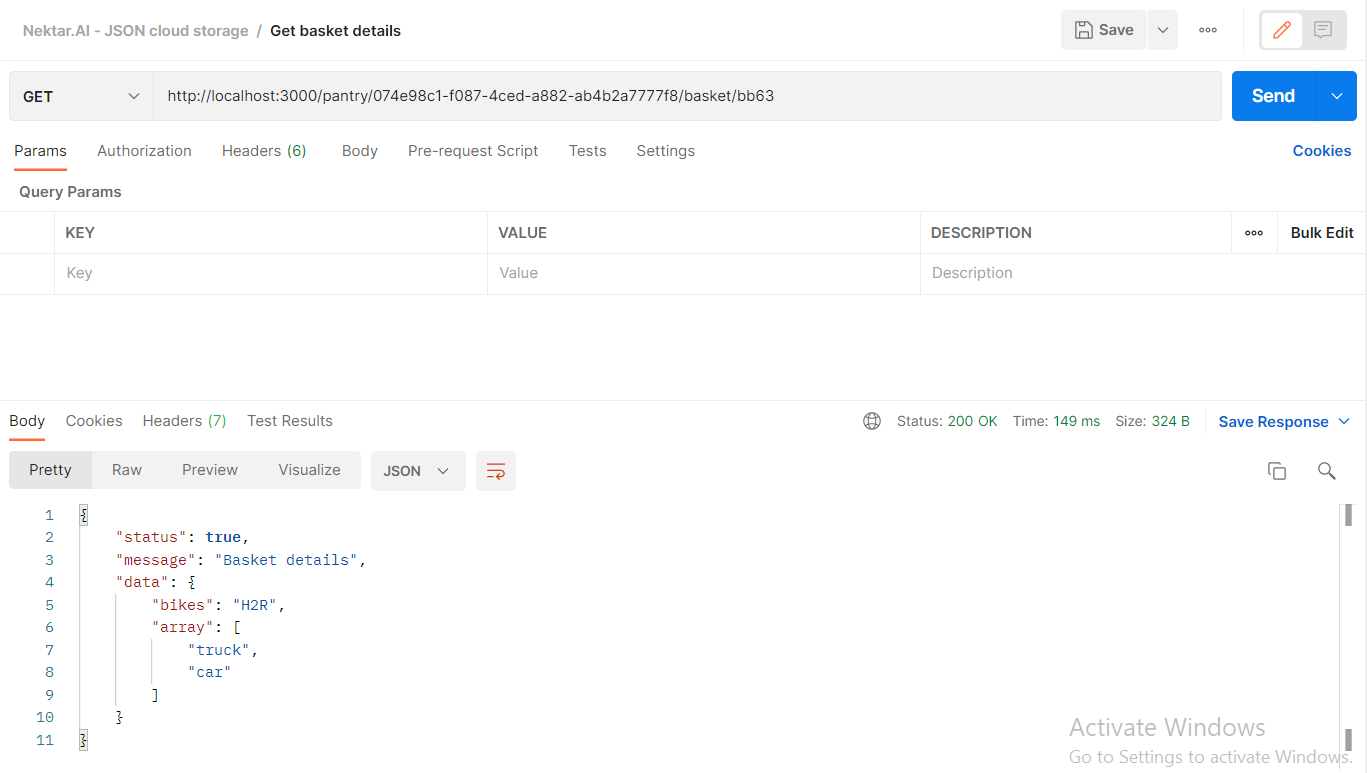 Nektar.AI - JSON cloud storage / Get basket details
Save
GET http://localhost:3000/pantry/074e98c1-f087-4ced-a882-ab4b2a7777f8/basket/bb63 Send
Params Authorization Headers (6) Body Pre-request Script Tests Settings Cookies
Query Params
KEY VALUE DESCRIPTION Bulk Edit
Key Value Description
Body Cookies Headers (7) Test Results Status: 200 OK Time: 149 ms Size: 324 B Save Response
Pretty Raw Preview Visualize JSON
1 {
2 "status": true,
3 "message": "Basket details",
4 "data": {
5 "bikes": "H2R",
6 "array": [
7 "truck",
8 "car"
9 ]
10 }
11 }
Activate Windows
Go to Settings to activate Windows.